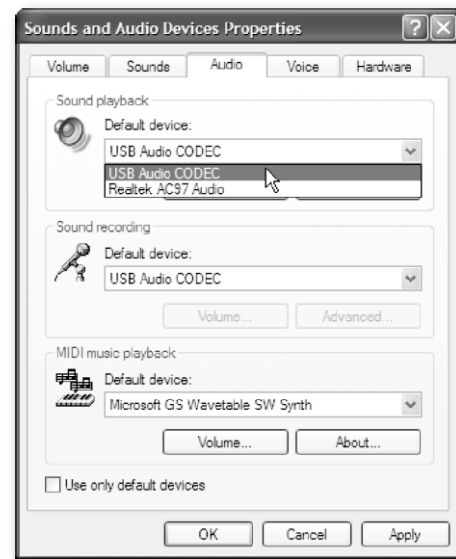 Sounds and Audio Devices Properties
Volume Sounds Audio Voice Hardware
Sound playback
Default device:
USB Audio CODEC
USB Audio CODEC
Realtek AC97 Audio
Sound recording
Default device:
USB Audio CODEC
Volume... Advanced...
MIDI music playback
Default device:
Microsoft GS Wavetable SW Synth
Volume... About...
Use only default devices
OK Cancel Apply